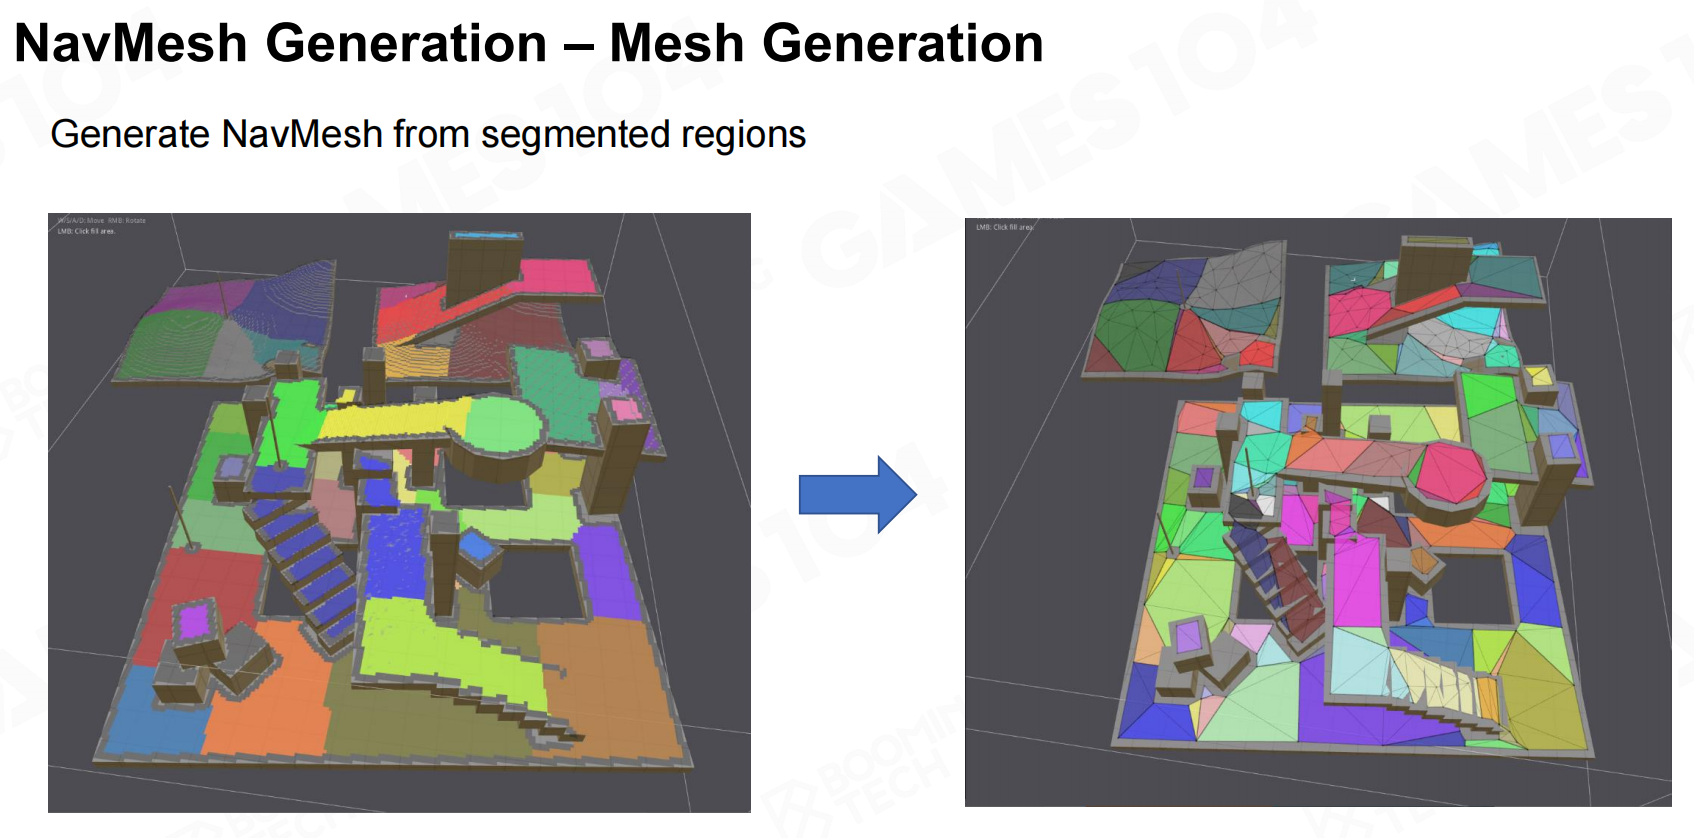 NavMesh Generation – Mesh Generation
Generate NavMesh from segmented regions
W/S/A/D: Move RMB: Rotate
LMB: Click fill area.
LMB: Click fill area.
GAMES104
GAMES104
BOOMING
TECH